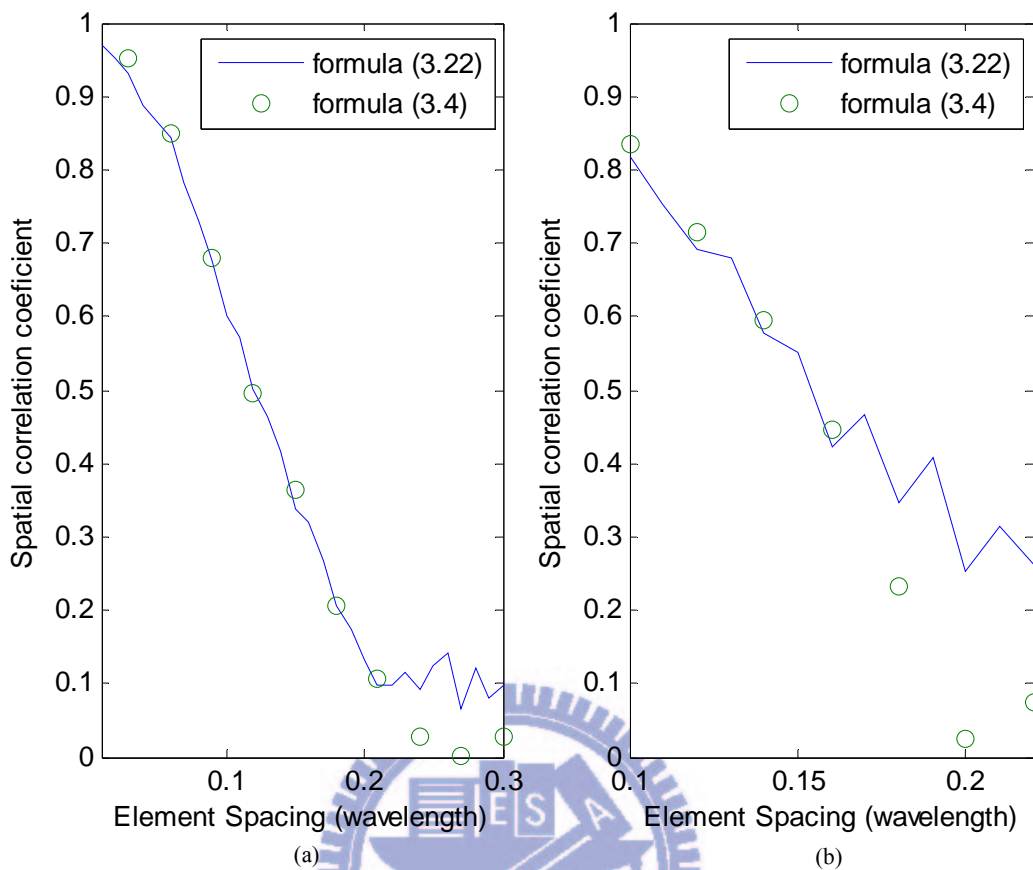 formula (3.22)
formula (3.4)
1
0.9
0.8
0.7
0.6
0.5
0.4
0.3
0.2
0.1
0
Spatial correlation coeficient
0.1
0.2
0.3
Element Spacing (wavelength)
(a)
formula (3.22)
formula (3.4)
1
0.9
0.8
0.7
0.6
0.5
0.4
0.3
0.2
0.1
0
Spatial correlation coeficient
0.1
0.15
0.2
Element Spacing (wavelength)
(b)
E S A